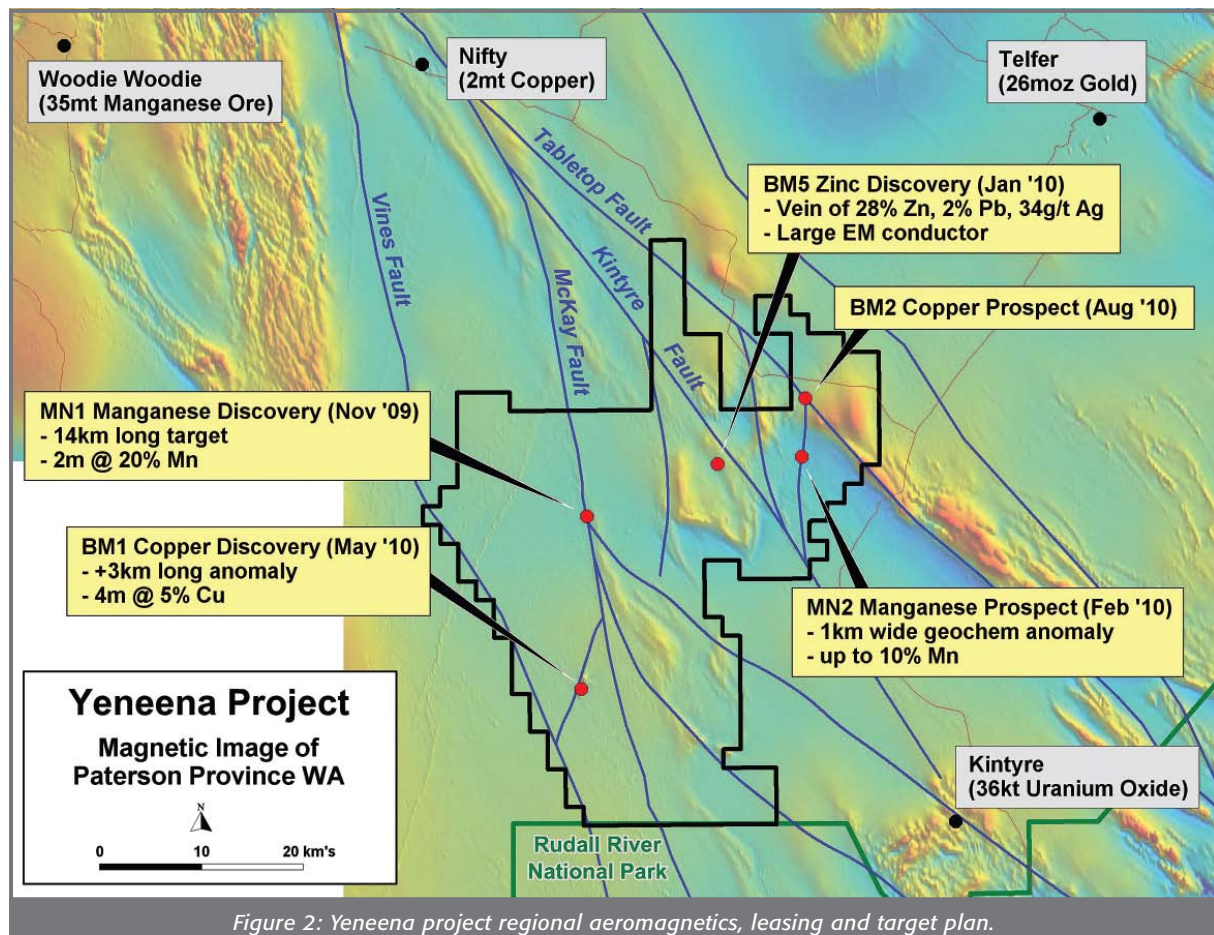 Woodie Woodie
(35mt Manganese Ore)
Nifty
(2mt Copper)
Telfer
(26moz Gold)
Tabletop Fault
Vines Fault
McKay Fault
Kintyre
Fault
BM5 Zinc Discovery (Jan '10)
- Vein of 28% Zn, 2% Pb, 34g/t Ag
- Large EM conductor
BM2 Copper Prospect (Aug '10)
MN1 Manganese Discovery (Nov '09)
- 14km long target
- 2m @ 20% Mn
BM1 Copper Discovery (May '10)
- +3km long anomaly
- 4m @ 5% Cu
MN2 Manganese Prospect (Feb '10)
- 1km wide geochem anomaly
- up to 10% Mn
Yeneena Project
Magnetic Image of
Paterson Province WA
N
0 10 20 km's
Kintyre
(36kt Uranium Oxide)
Rudall River
National Park
Figure 2: Yeneena project regional aeromagnetics, leasing and target plan.